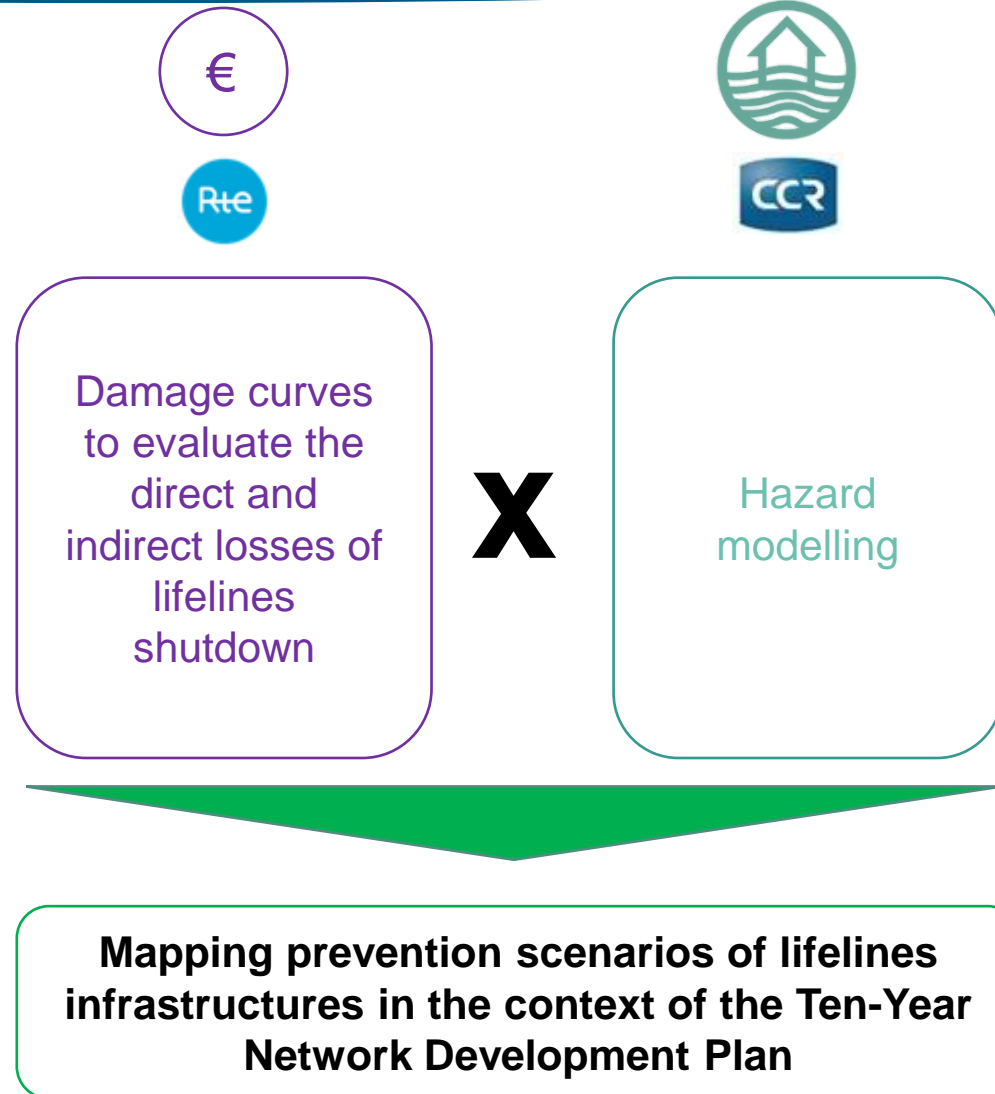 €
Rte
CCR
Damage curves
to evaluate the
direct and
indirect losses of
lifelines
shutdown
X
Hazard
modelling
Mapping prevention scenarios of lifelines
infrastructures in the context of the Ten-Year
Network Development Plan